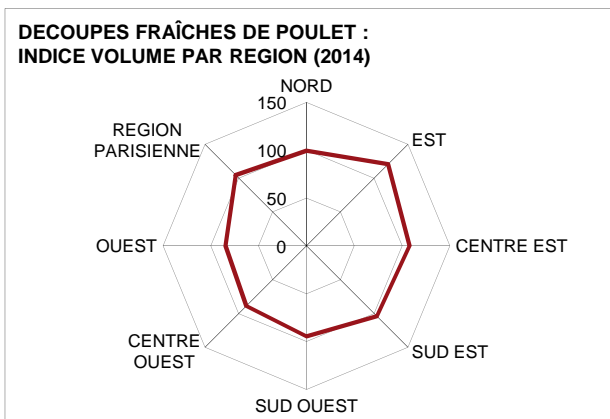 DECOUPES FRAÎCHES DE POULET :
INDICE VOLUME PAR REGION (2014)
NORD
150
REGION
PARISIENNE
EST
100
50
OUEST
0
CENTRE EST
CENTRE
OUEST
SUD EST
SUD OUEST